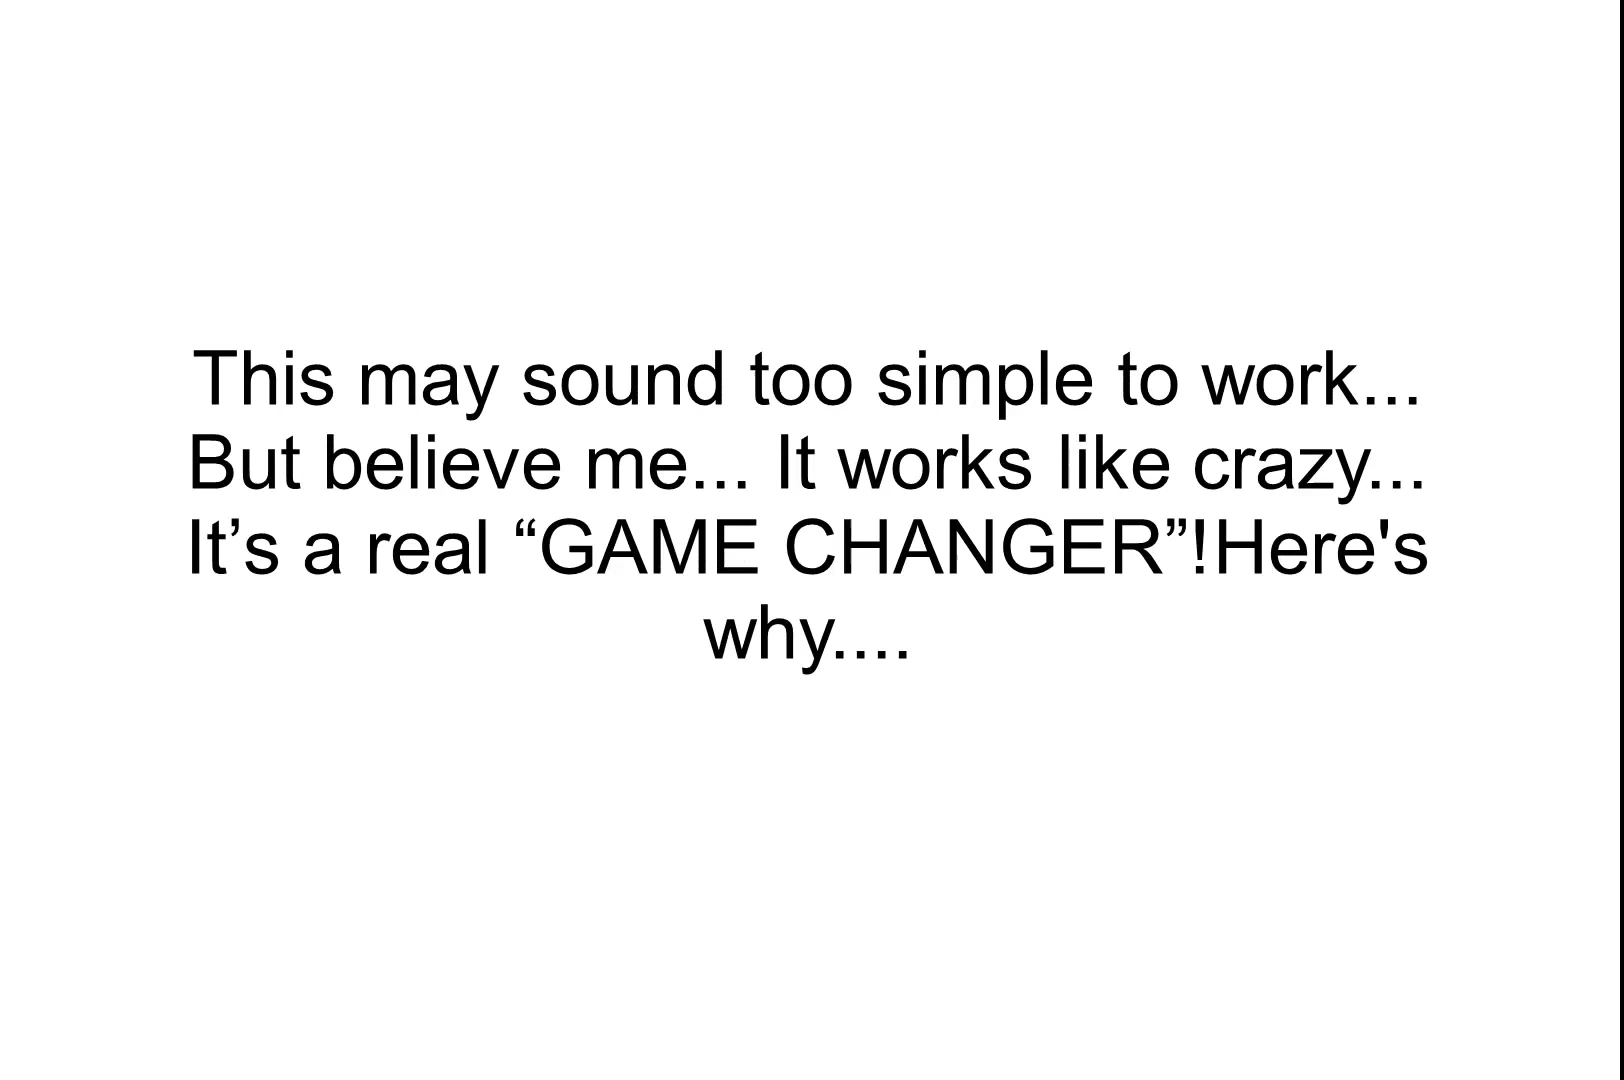 This may sound too simple to work...
But believe me... It works like crazy...
It’s a real “GAME CHANGER”!Here's
why....